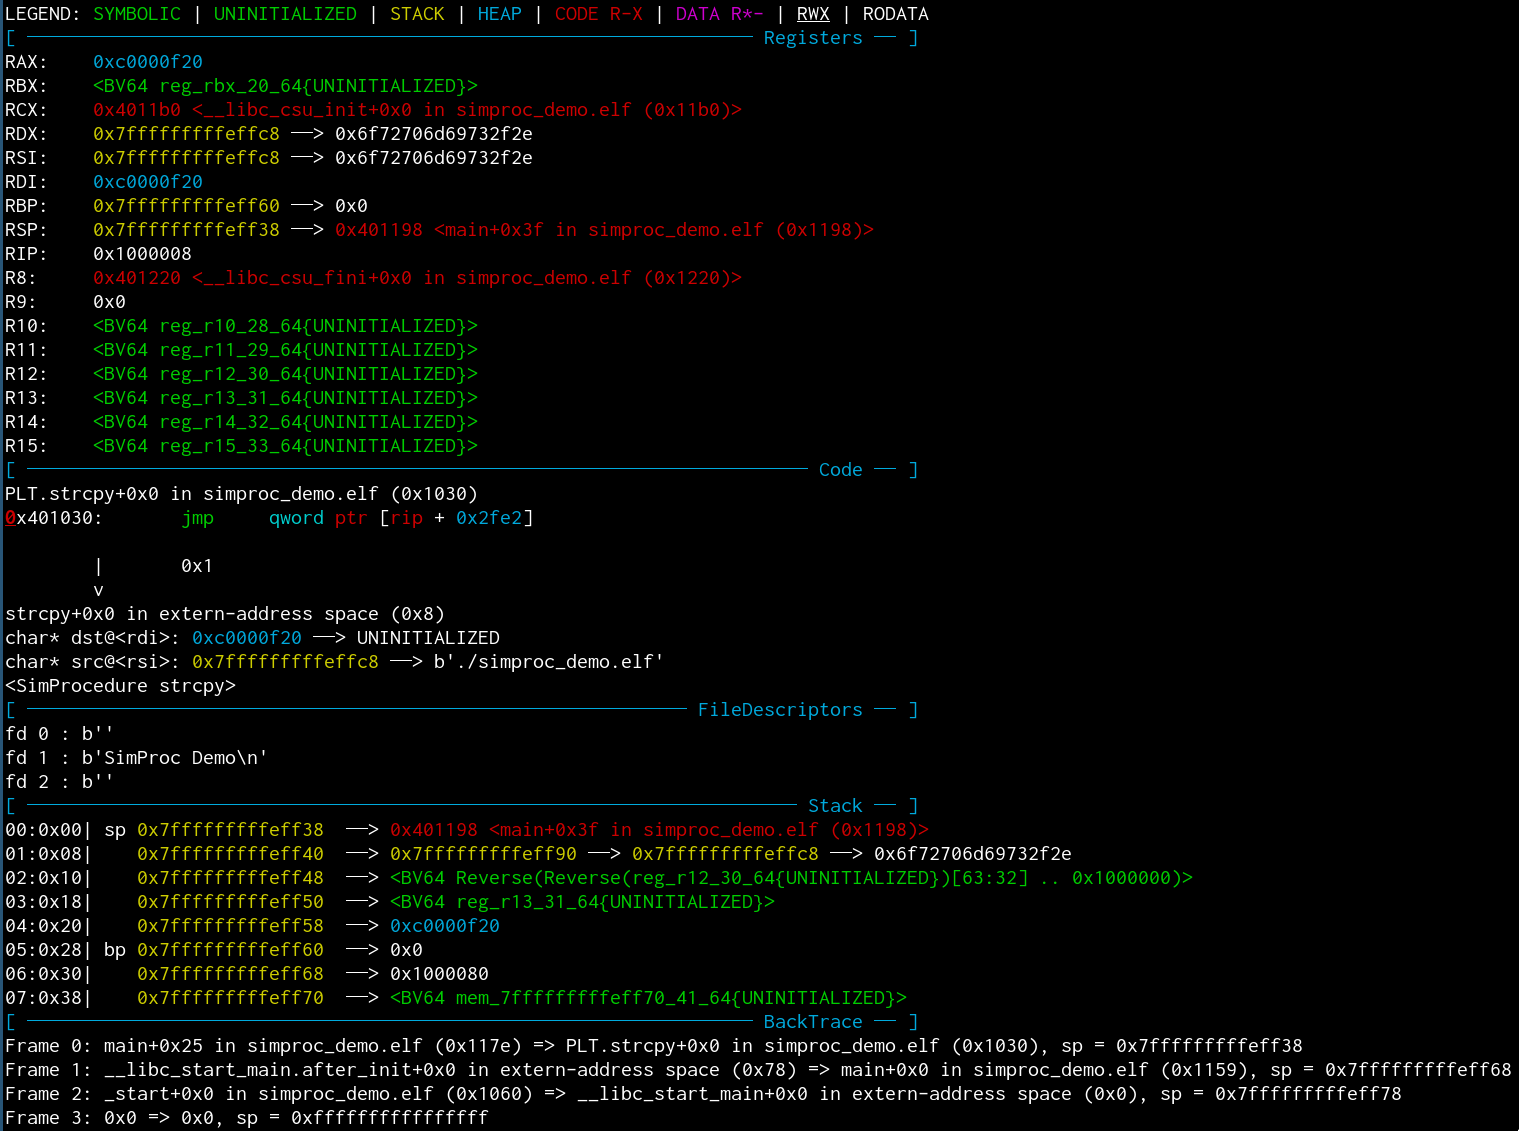 LEGEND: SYMBOLIC | UNINITIALIZED | STACK | HEAP | CODE R-X | DATA R*- | RWX | RODATA
[ ────────────────────────────────────────────────────────────────── Registers ── ]
RAX:    0xc0000f20
RBX:    <BV64 reg_rbx_20_64{UNINITIALIZED}>
RCX:    0x4011b0 <__libc_csu_init+0x0 in simproc_demo.elf (0x11b0)>
RDX:    0x7fffffffffeffc8 ──> 0x6f72706d69732f2e
RSI:    0x7fffffffffeffc8 ──> 0x6f72706d69732f2e
RDI:    0xc0000f20
RBP:    0x7fffffffffeff60 ──> 0x0
RSP:    0x7fffffffffeff38 ──> 0x401198 <main+0x3f in simproc_demo.elf (0x1198)>
RIP:    0x1000008
R8:     0x401220 <__libc_csu_fini+0x0 in simproc_demo.elf (0x1220)>
R9:     0x0
R10:    <BV64 reg_r10_28_64{UNINITIALIZED}>
R11:    <BV64 reg_r11_29_64{UNINITIALIZED}>
R12:    <BV64 reg_r12_30_64{UNINITIALIZED}>
R13:    <BV64 reg_r13_31_64{UNINITIALIZED}>
R14:    <BV64 reg_r14_32_64{UNINITIALIZED}>
R15:    <BV64 reg_r15_33_64{UNINITIALIZED}>
[ ─────────────────────────────────────────────────────────────────────── Code ── ]
PLT.strcpy+0x0 in simproc_demo.elf (0x1030)
0x401030:       jmp     qword ptr [rip + 0x2fe2]
        |       0x1
        v
strcpy+0x0 in extern-address space (0x8)
char* dst@<rdi>: 0xc0000f20 ──> UNINITIALIZED
char* src@<rsi>: 0x7fffffffffeffc8 ──> b'./simproc_demo.elf'
<SimProcedure strcpy>
[ ──────────────────────────────────────────────────────────── FileDescriptors ── ]
fd 0 : b''
fd 1 : b'SimProc Demo\n'
fd 2 : b''
[ ────────────────────────────────────────────────────────────────────── Stack ── ]
00:0x00| sp 0x7fffffffffeff38  ──> 0x401198 <main+0x3f in simproc_demo.elf (0x1198)>
01:0x08|    0x7fffffffffeff40  ──> 0x7fffffffffeff90 ──> 0x7fffffffffeffc8 ──> 0x6f72706d69732f2e
02:0x10|    0x7fffffffffeff48  ──> <BV64 Reverse(Reverse(reg_r12_30_64{UNINITIALIZED})[63:32] .. 0x1000000)>
03:0x18|    0x7fffffffffeff50  ──> <BV64 reg_r13_31_64{UNINITIALIZED}>
04:0x20|    0x7fffffffffeff58  ──> 0xc0000f20
05:0x28| bp 0x7fffffffffeff60  ──> 0x0
06:0x30|    0x7fffffffffeff68  ──> 0x1000080
07:0x38|    0x7fffffffffeff70  ──> <BV64 mem_7fffffffffeff70_41_64{UNINITIALIZED}>
[ ────────────────────────────────────────────────────────────────── BackTrace ── ]
Frame 0: main+0x25 in simproc_demo.elf (0x117e) => PLT.strcpy+0x0 in simproc_demo.elf (0x1030), sp = 0x7fffffffffeff38
Frame 1: __libc_start_main.after_init+0x0 in extern-address space (0x78) => main+0x0 in simproc_demo.elf (0x1159), sp = 0x7fffffffffeff68
Frame 2: _start+0x0 in simproc_demo.elf (0x1060) => __libc_start_main+0x0 in extern-address space (0x0), sp = 0x7fffffffffeff78
Frame 3: 0x0 => 0x0, sp = 0xffffffffffffffff